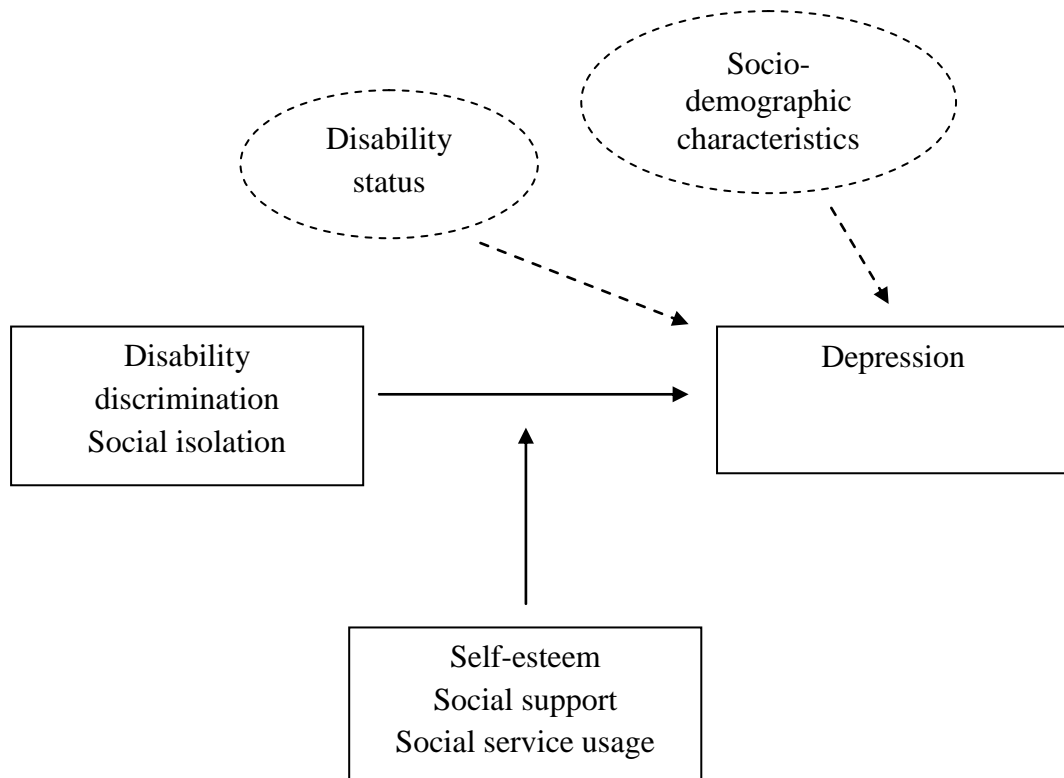 Socio-
demographic
characteristics
Disability
status
Disability
discrimination
Social isolation
Depression
Self-esteem
Social support
Social service usage